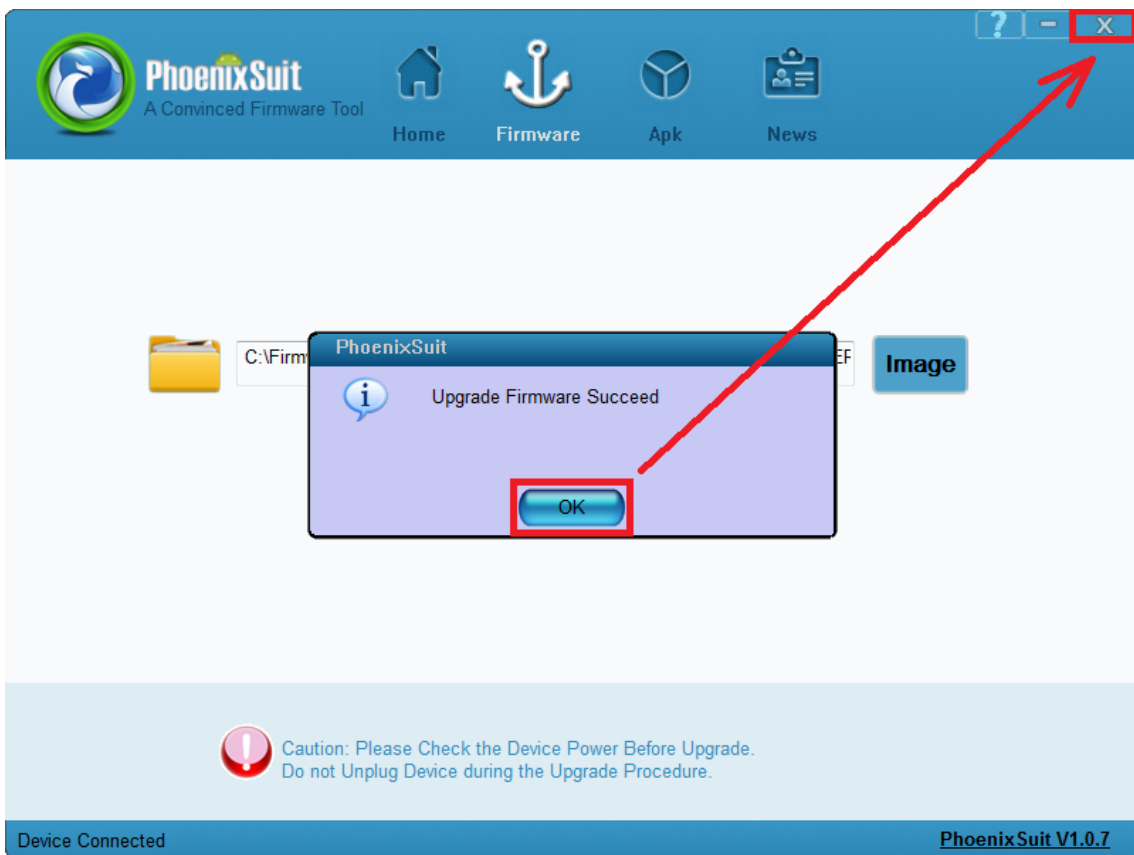 ? - X
PhoenixSuit
A Convinced Firmware Tool
Home Firmware Apk News
PhoenixSuit
C:\Firm EF Image
Upgrade Firmware Succeed
OK
Caution: Please Check the Device Power Before Upgrade.
Do not Unplug Device during the Upgrade Procedure.
Device Connected PhoenixSuit V1.0.7